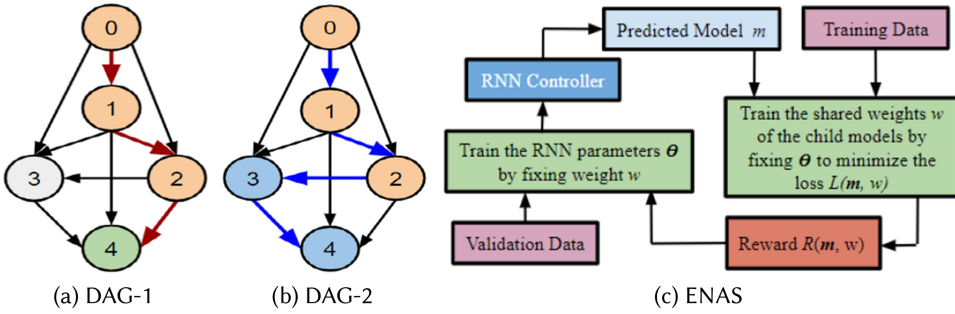 0
1
3
2
4
(a) DAG-1
0
1
3
2
4
(b) DAG-2
Predicted Model m
Training Data
RNN Controller
Train the shared weights w
of the child models by
fixing θ to minimize the
loss L(m, w)
Train the RNN parameters θ
by fixing weight w
Validation Data
Reward R(m, w)
(c) ENAS